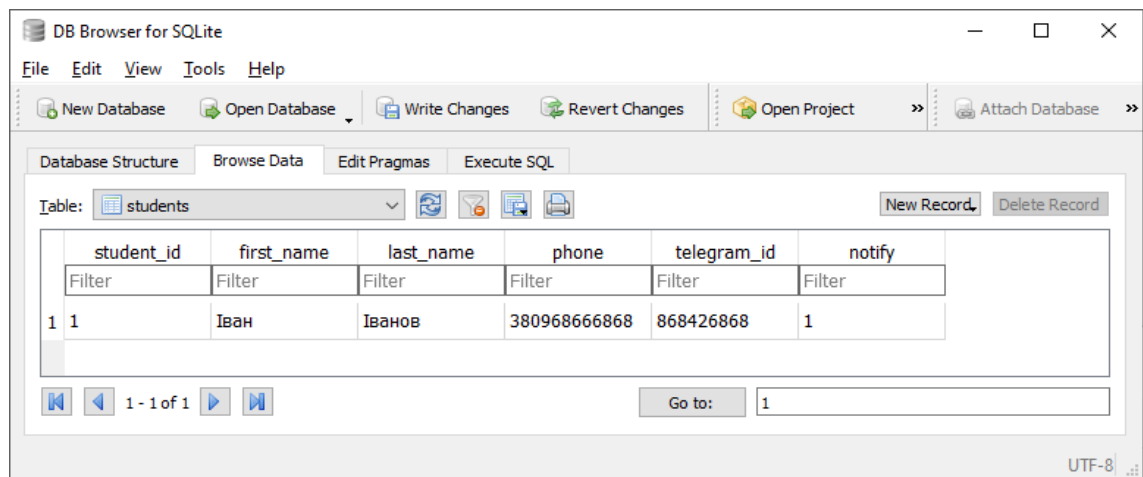 DB Browser for SQLite
File Edit View Tools Help
New Database Open Database Write Changes Revert Changes Open Project » Attach Database »
Database Structure Browse Data Edit Pragmas Execute SQL
Table: students New Record Delete Record
student_id first_name last_name phone telegram_id notify
Filter Filter Filter Filter Filter Filter
1 1 Іван Іванов 380968666868 868426868 1
1 - 1 of 1 Go to: 1
UTF-8